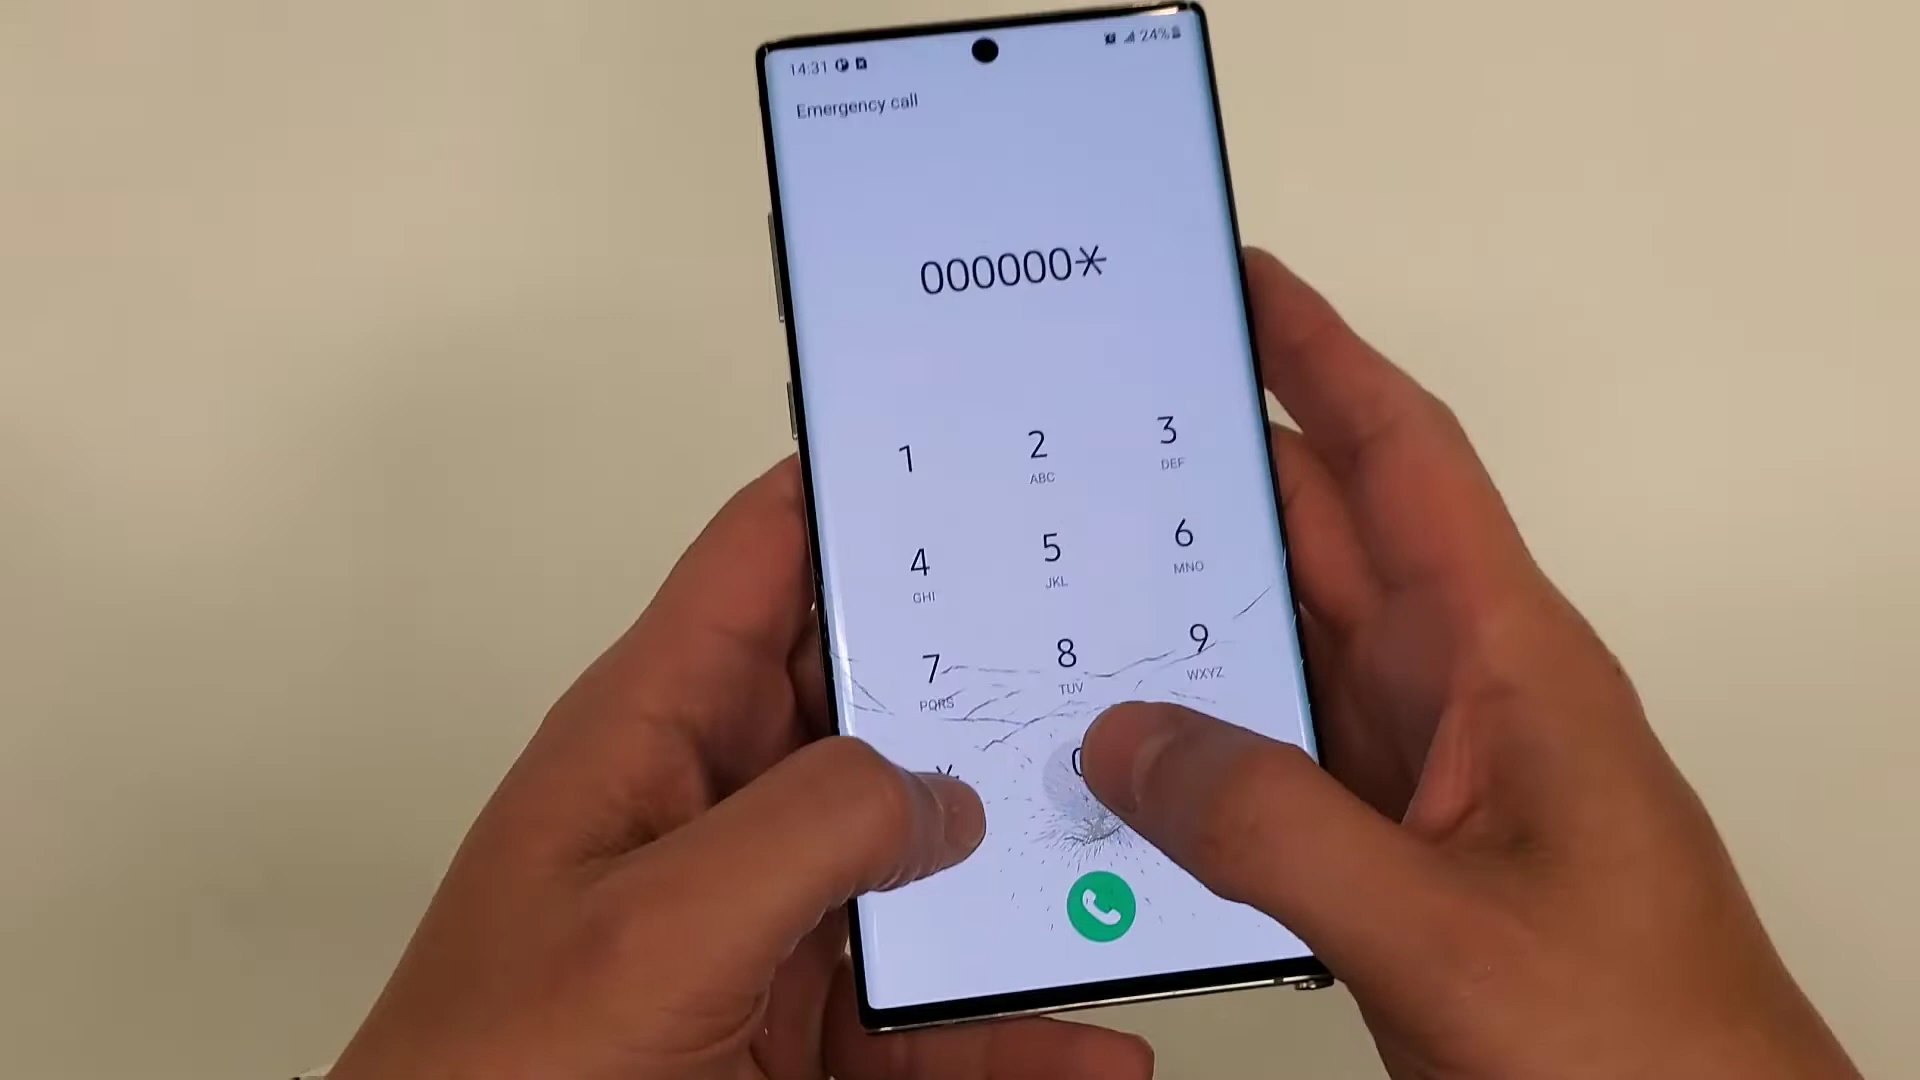 14:31 24%
Emergency call
000000*
1 2 3
ABC DEF
4 5 6
GHI JKL MNO
7 8 9
PQRS TUV WXYZ
* 0